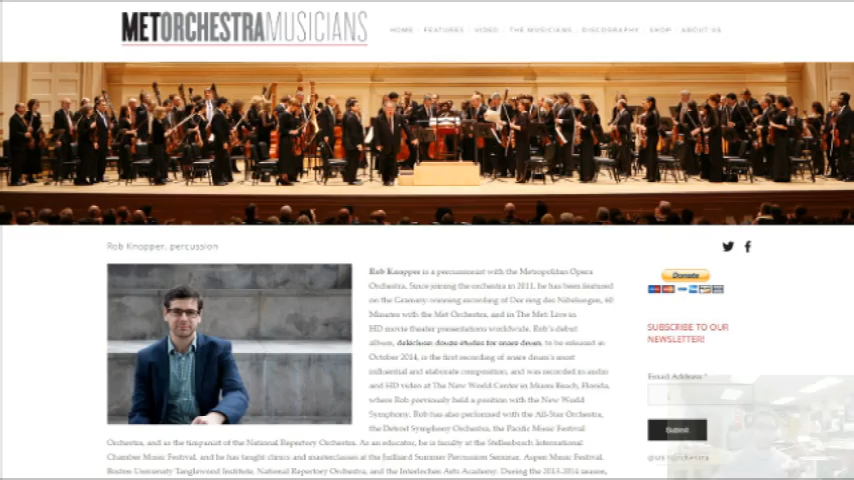 METORCHESTRAMUSICIANS
HOME FEATURES VIDEO THE MUSICIANS DISCOGRAPHY SHOP ABOUT US
Rob Knopper, percussion
Rob Knopper is a percussionist with the Metropolitan Opera
Orchestra. Since joining the orchestra in 2011, he has been featured
on the Grammy-winning recording of Der ring des Nibelungen, 60
Minutes with the Met Orchestra, and in The Met: Live in
HD movie theater presentations worldwide. Rob's debut
album, delécluse: douze études for snare drum, to be released in
October 2014, is the first recording of snare drum's most
influential and elaborate composition, and was recorded in audio
and HD video at The New World Center in Miami Beach, Florida,
where Rob previously held a position with the New World
Symphony. Rob has also performed with the All-Star Orchestra,
the Detroit Symphony Orchestra, the Pacific Music Festival
Orchestra, and as the timpanist of the National Repertory Orchestra. As an educator, he is faculty at the Stellenbosch International
Chamber Music Festival, and he has taught clinics and masterclasses at the Juilliard Summer Percussion Seminar, Aspen Music Festival,
Boston University Tanglewood Institute, National Repertory Orchestra, and the Interlochen Arts Academy. During the 2013-2014 season,
Donate
SUBSCRIBE TO OUR
NEWSLETTER!
Email Address *
Submit